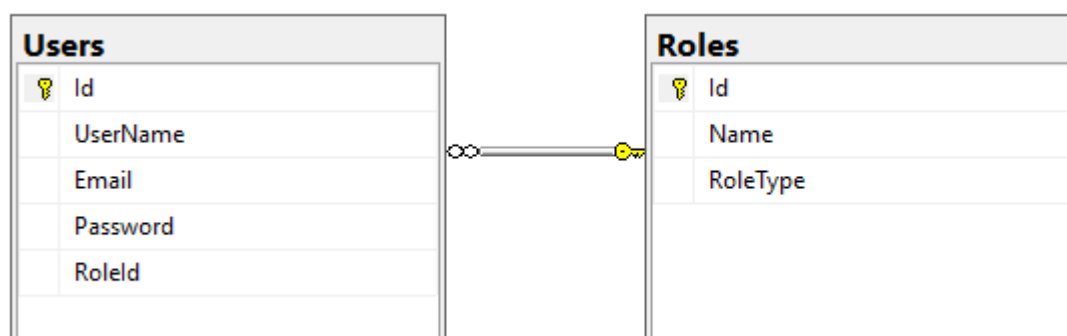 Users
Id
UserName
Email
Password
RoleId
Roles
Id
Name
RoleType